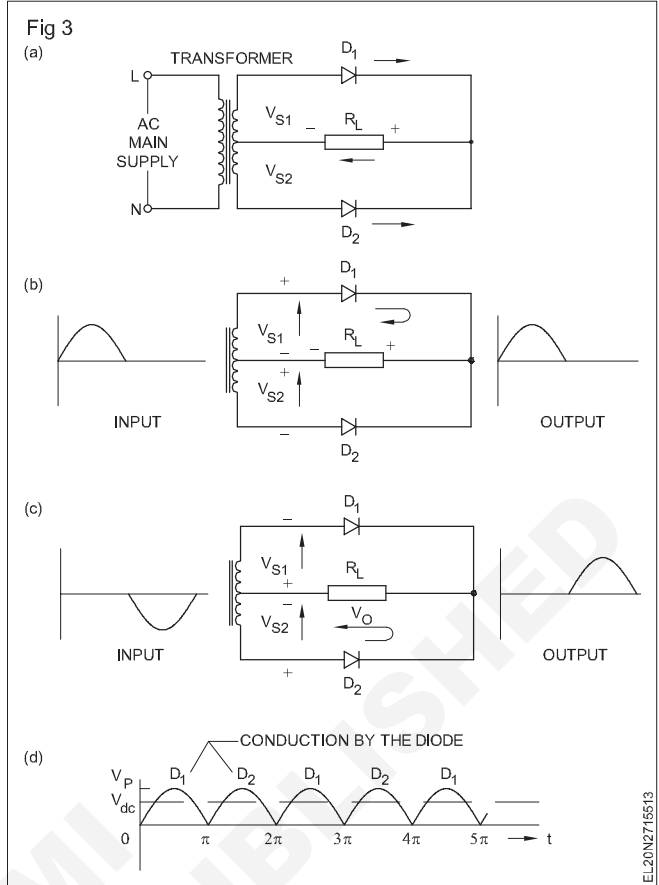 Fig 3
(a)
TRANSFORMER
D1
L
AC
MAIN
SUPPLY
N
VS1
− RL +
VS2
D2
(b)
D1
+
VS1
− − RL +
+
VS2
−
D2
INPUT
OUTPUT
(c)
D1
−
VS1
+ RL
− VO
VS2
+
D2
INPUT
OUTPUT
(d)
CONDUCTION BY THE DIODE
VP D1 D2 D1 D2 D1
Vdc
0 π 2π 3π 4π 5π t
EL20N2715513
BLISHED